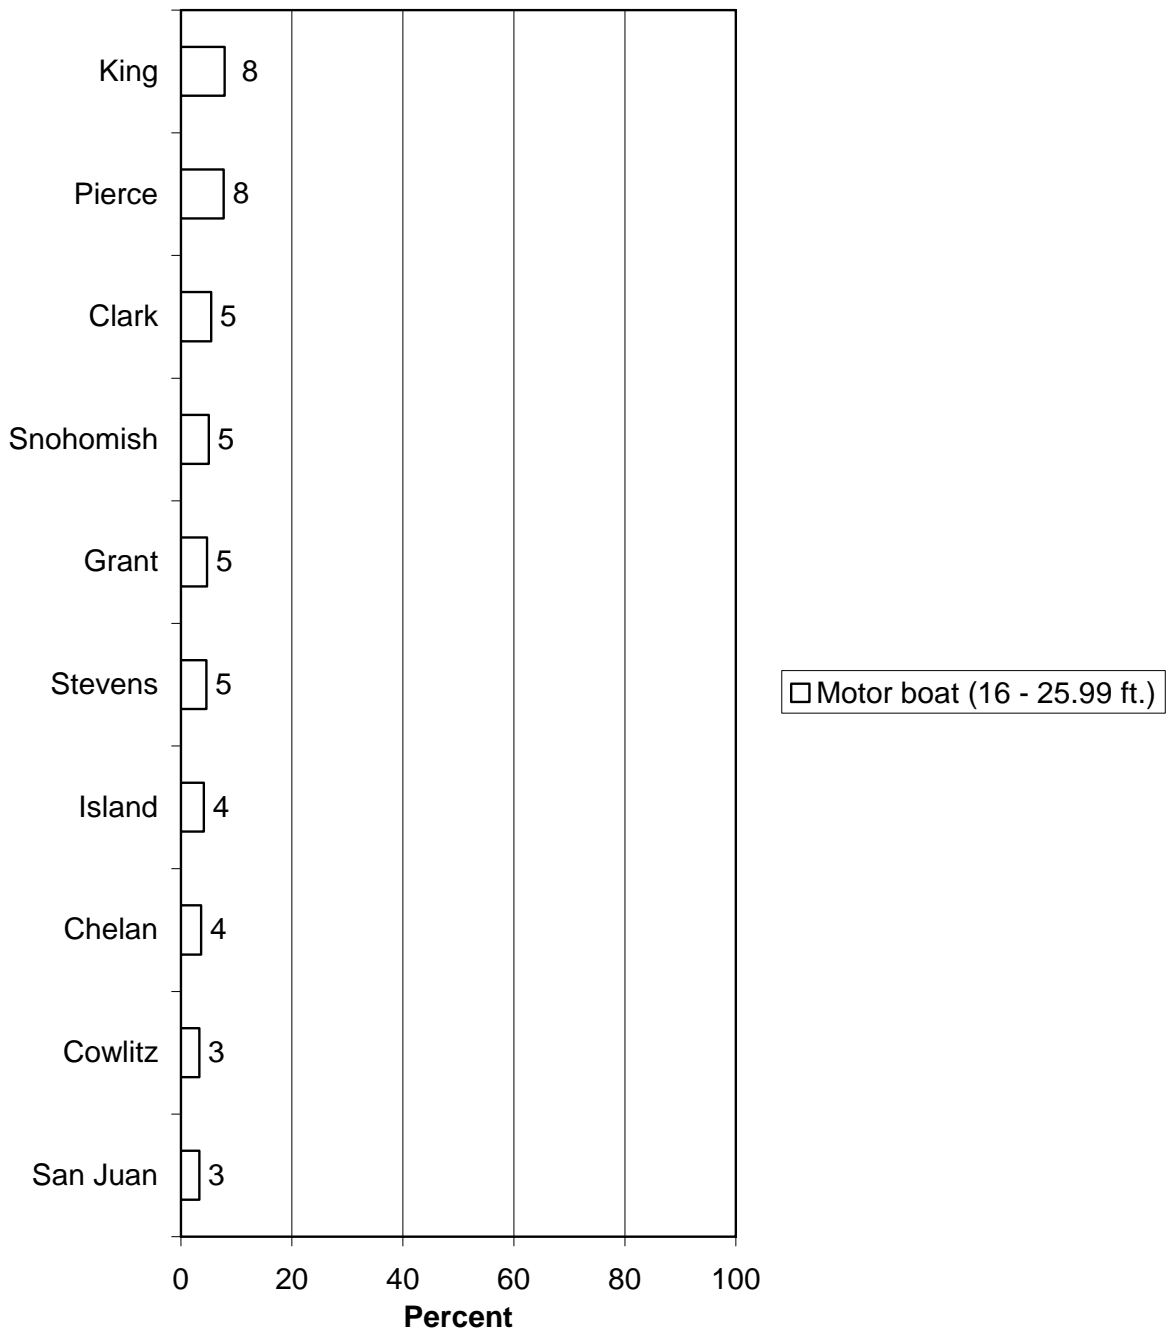 King 8
Pierce 8
Clark 5
Snohomish 5
Grant 5
Stevens 5
Motor boat (16 - 25.99 ft.)
Island 4
Chelan 4
Cowlitz 3
San Juan 3
0 20 40 60 80 100
Percent